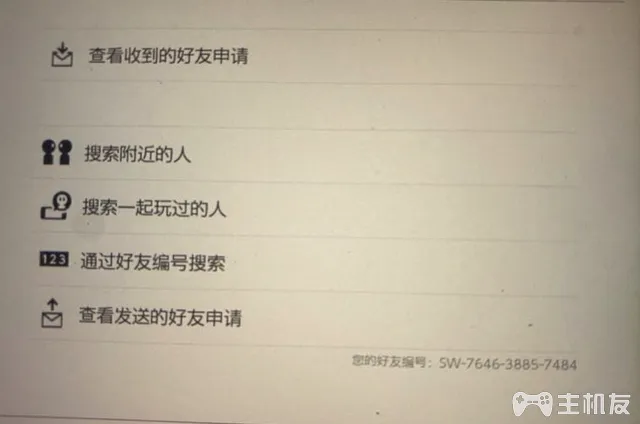 查看收到的好友申请
搜索附近的人
搜索一起玩过的人
123 通过好友编号搜索
查看发送的好友申请
您的好友编号：SW-7646-3885-7484
主机友